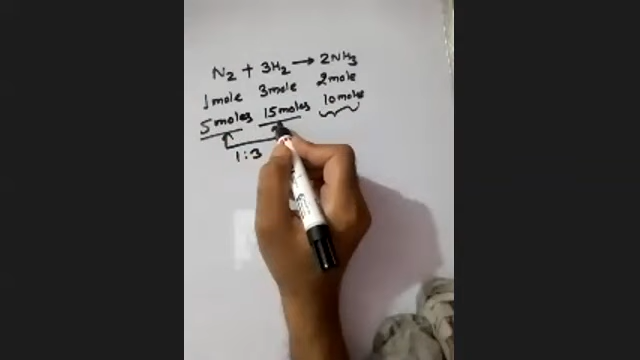 N₂ + 3H₂ → 2NH₃
1mole 3mole 2mole
5moles 15moles 10moles
1:3